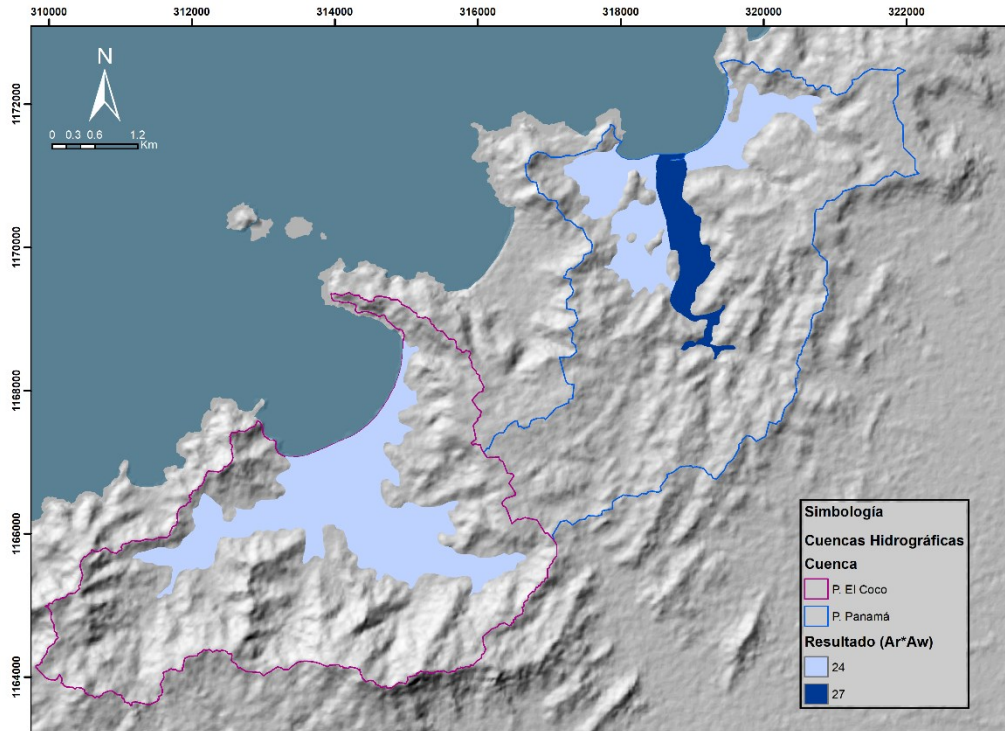 310000 312000 314000 316000 318000 320000 322000
N
0 0.3 0.6 1.2
Km
1172000
1170000
1168000
1166000
1164000
Simbología
Cuencas Hidrográficas
Cuenca
P. El Coco
P. Panamá
Resultado (Ar*Aw)
24
27